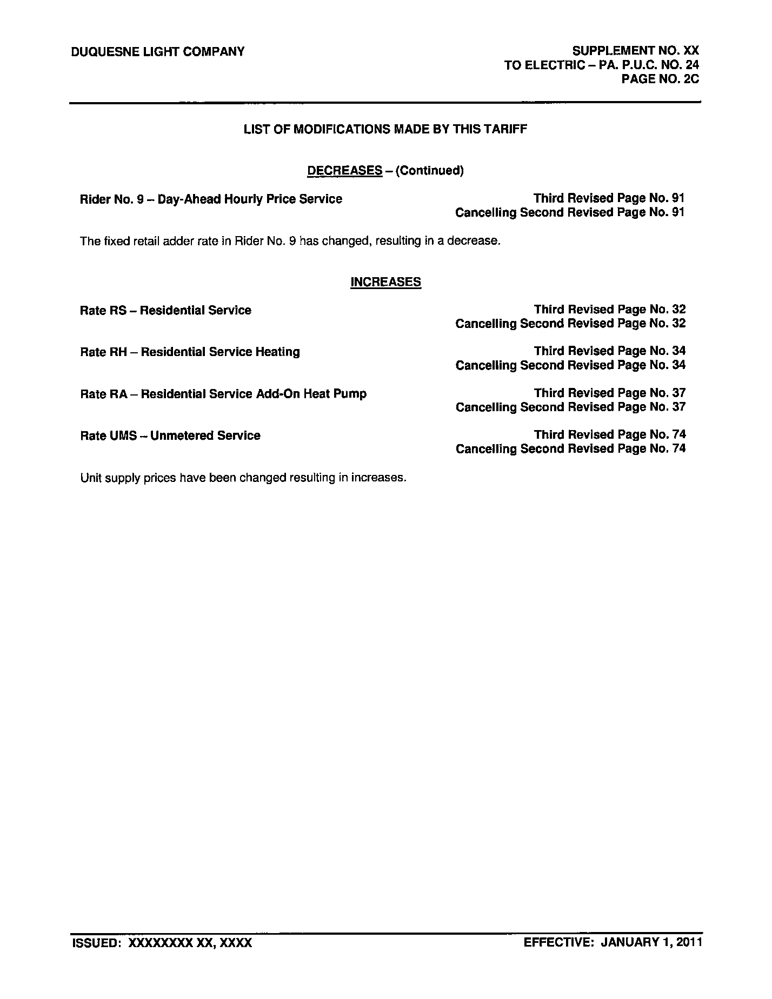 DUQUESNE LIGHT COMPANY
SUPPLEMENT NO. XX
TO ELECTRIC – PA. P.U.C. NO. 24
PAGE NO. 2C
LIST OF MODIFICATIONS MADE BY THIS TARIFF
DECREASES – (Continued)
Rider No. 9 – Day-Ahead Hourly Price Service
Third Revised Page No. 91
Cancelling Second Revised Page No. 91
The fixed retail adder rate in Rider No. 9 has changed, resulting in a decrease.
INCREASES
Rate RS – Residential Service
Third Revised Page No. 32
Cancelling Second Revised Page No. 32
Rate RH – Residential Service Heating
Third Revised Page No. 34
Cancelling Second Revised Page No. 34
Rate RA – Residential Service Add-On Heat Pump
Third Revised Page No. 37
Cancelling Second Revised Page No. 37
Rate UMS – Unmetered Service
Third Revised Page No. 74
Cancelling Second Revised Page No. 74
Unit supply prices have been changed resulting in increases.
ISSUED: XXXXXXXX XX, XXXX
EFFECTIVE: JANUARY 1, 2011